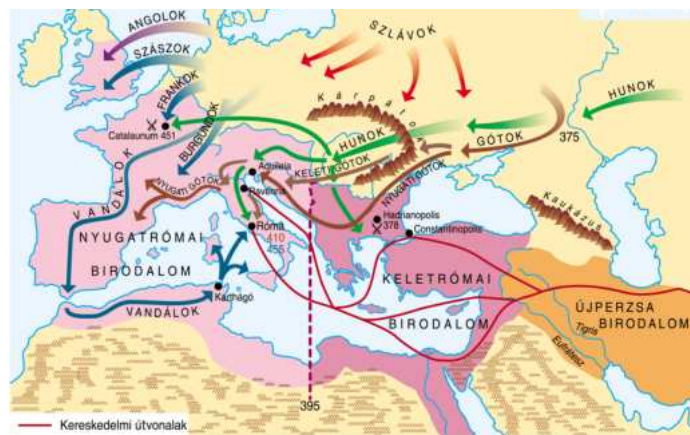 ANGOLOK
SZÁSZOK
FRANKOK
BURGUNDOK
SZLÁVOK
HUNOK
375
Kárpátok
GÓTOK
HUNOK
KELETI GÓTOK
NYUGATI GÓTOK
Catalaunum 451
Aquileia
Ravenna
NYUGATI GÓTOK
Róma
410
455
VANDÁLOK
NYUGATRÓMAI
BIRODALOM
Karthágó
VANDÁLOK
Hadrianopolis
378
Constantinopolis
Kaukázus
KELETRÓMAI
BIRODALOM
ÚJPERZSA
BIRODALOM
Tigris
Eufrátesz
395
Kereskedelmi útvonalak